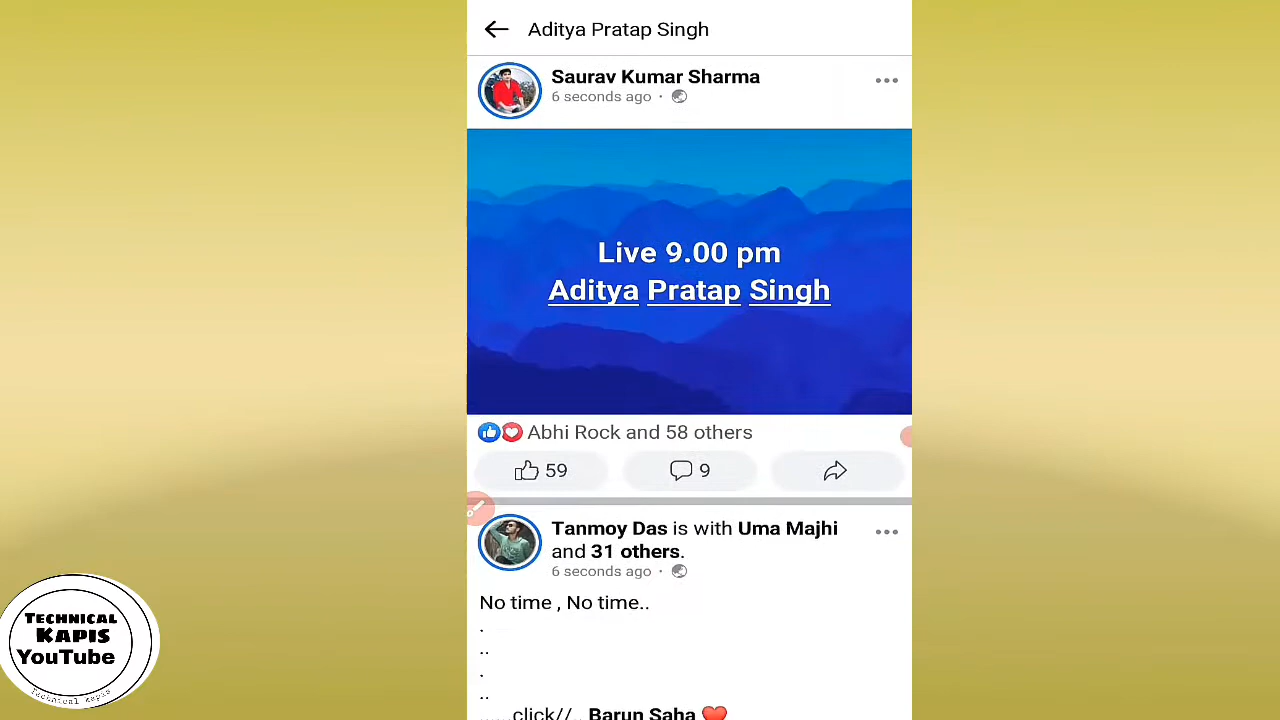 Aditya Pratap Singh
Saurav Kumar Sharma
6 seconds ago ·
Live 9.00 pm
Aditya Pratap Singh
Abhi Rock and 58 others
59
9
Tanmoy Das is with Uma Majhi
and 31 others.
6 seconds ago ·
No time , No time..
.
..
.
..
......click//.. Barun Saha ❤️
Technical
Kapis
YouTube
Technical Kapis